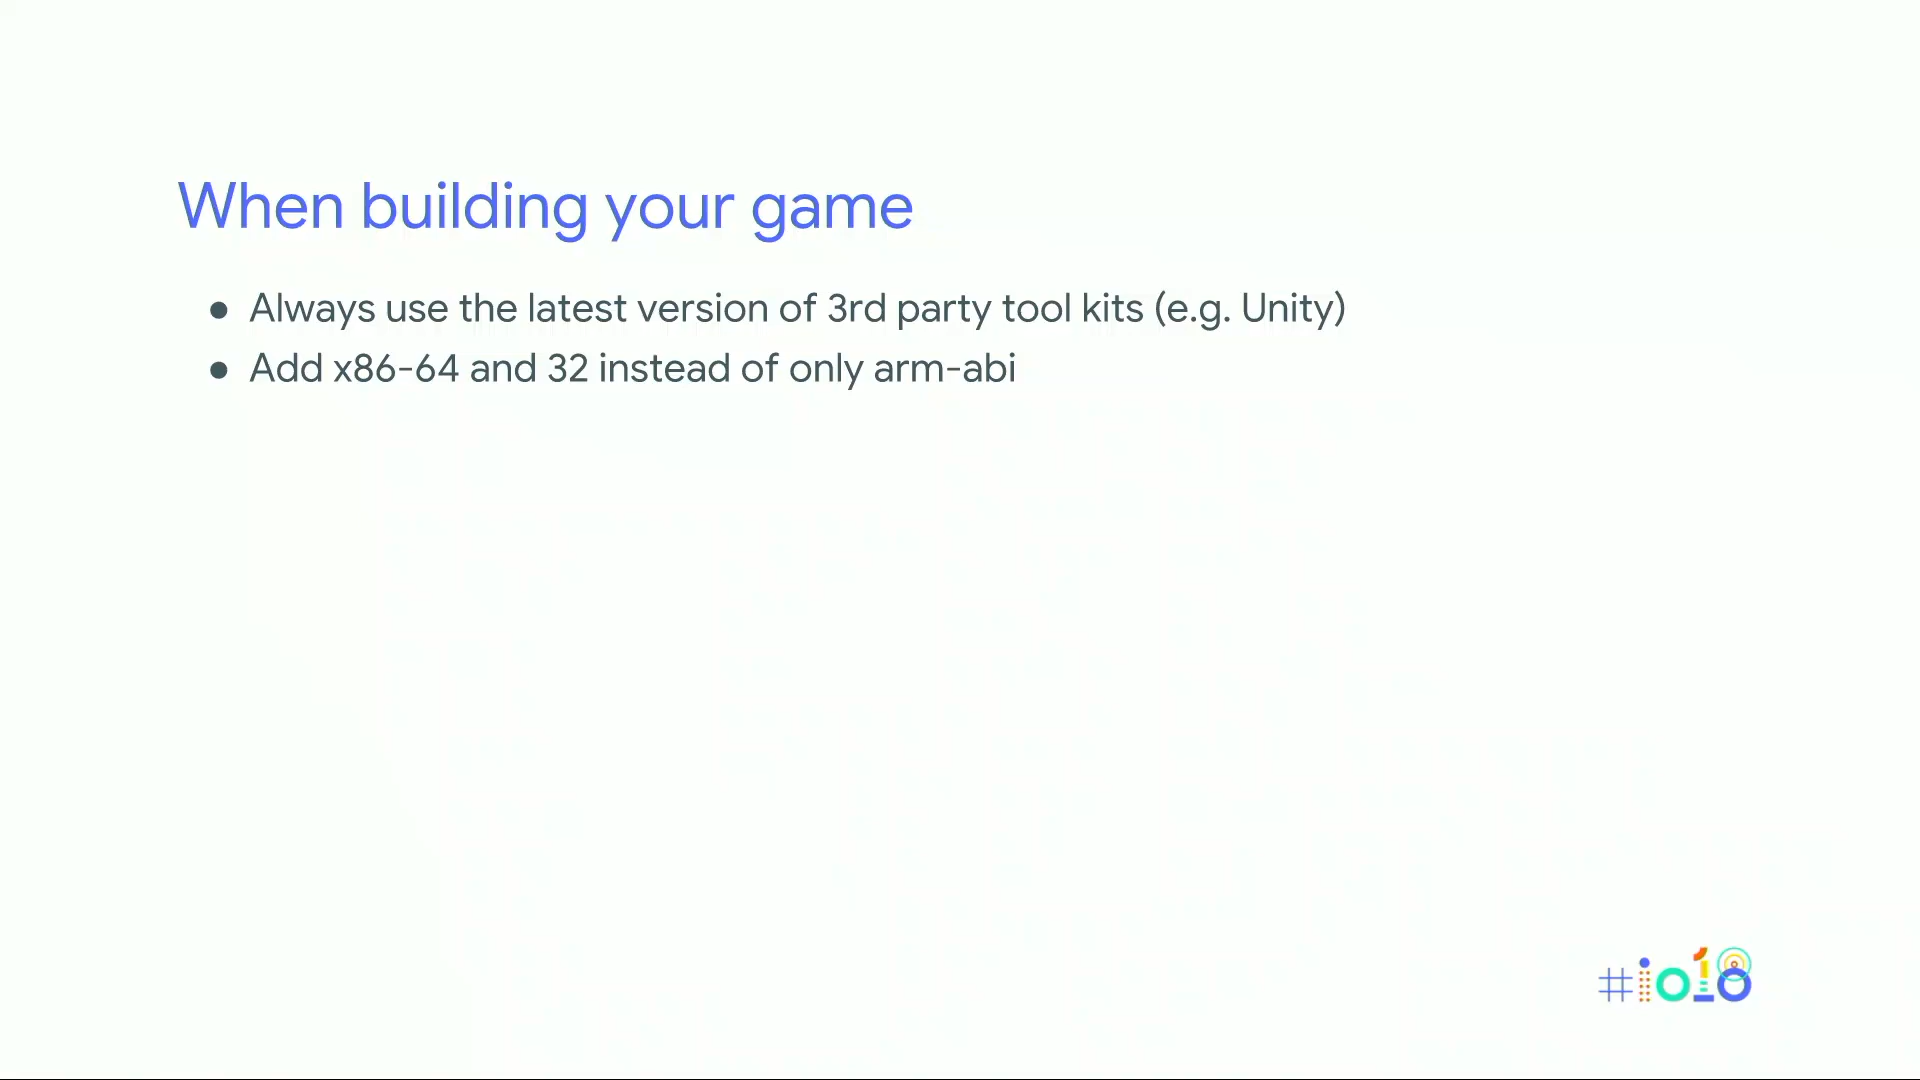 When building your game
● Always use the latest version of 3rd party tool kits (e.g. Unity)
● Add x86-64 and 32 instead of only arm-abi
#io18